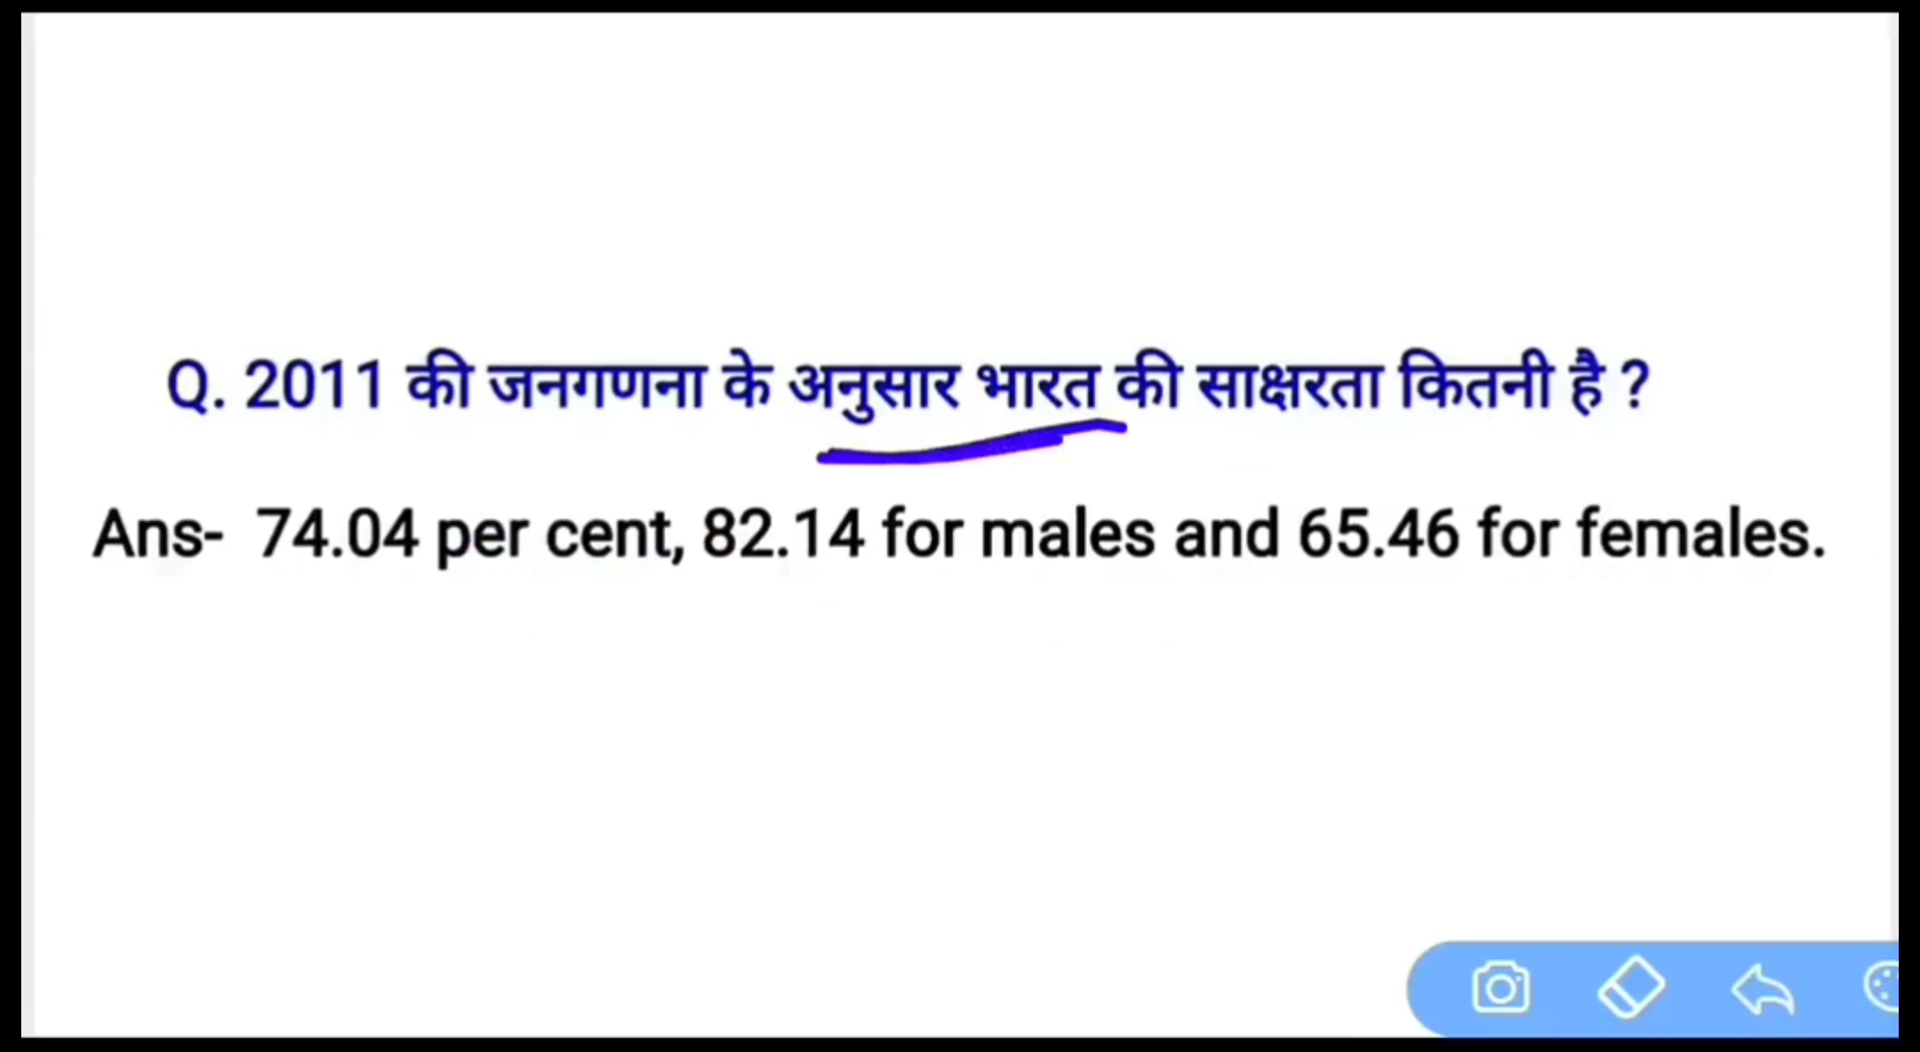 Q. 2011 की जनगणना के अनुसार भारत की साक्षरता कितनी है ?
Ans- 74.04 per cent, 82.14 for males and 65.46 for females.